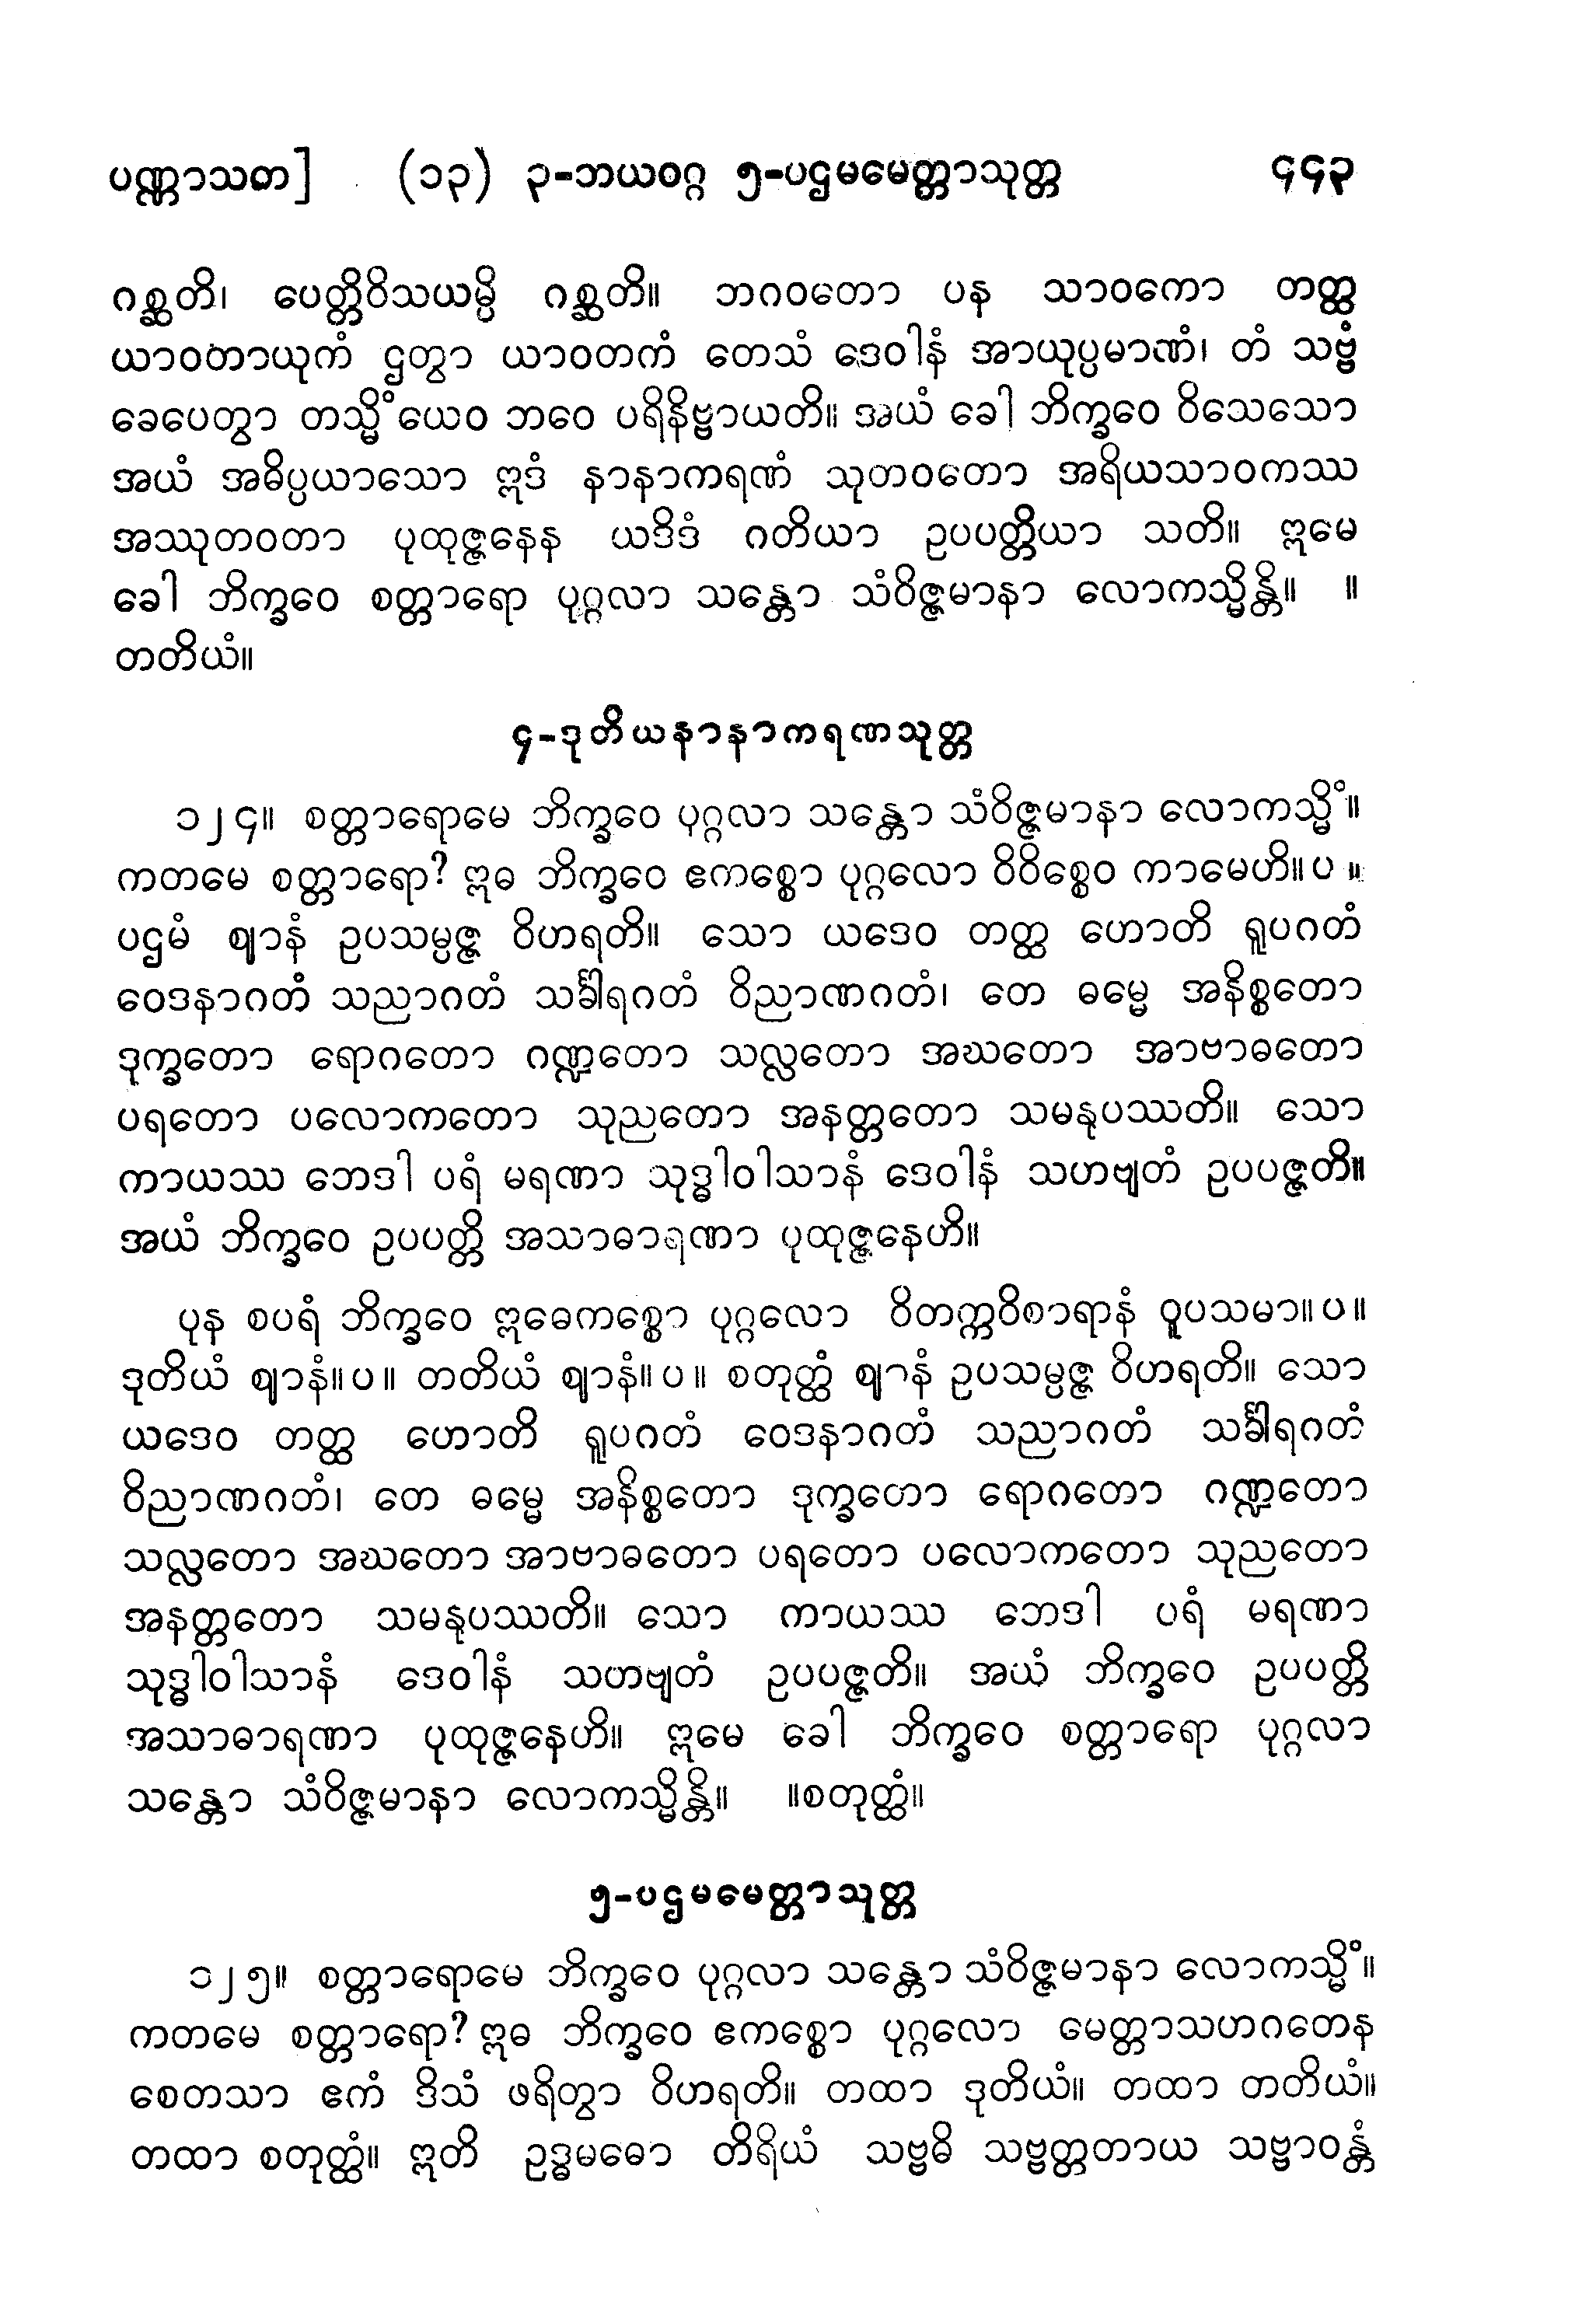 ပဏ္ဏာသက] (၁၃) ၃-ဘယဝဂ္ဂ ၅-ပဌမမေတ္တာသုတ္တ ၄၄၃
ဂစ္ဆတိ၊ ပေတ္တိဝိသယမ္ပိ ဂစ္ဆတိ။ ဘဂဝတော ပန သာဝကော တတ္ထ
ယာဝတာယုကံ ဌတွာ ယာဝတကံ တေသံ ဒေဝါနံ အာယုပ္ပမာဏံ၊ တံ သဗ္ဗံ
ခေပေတွာ တသ္မိံယေဝ ဘဝေ ပရိနိဗ္ဗာယတိ။ အယံ ခေါ ဘိက္ခဝေ ဝိသေသော
အယံ အဓိပ္ပယာသော ဣဒံ နာနာကရဏံ သုတဝတော အရိယသာဝကဿ
အဿုတဝတာ ပုထုဇ္ဇနေန ယဒိဒံ ဂတိယာ ဥပပတ္တိယာ သတိ။ ဣမေ
ခေါ ဘိက္ခဝေ စတ္တာရော ပုဂ္ဂလာ သန္တော သံဝိဇ္ဇမာနာ လောကသ္မိန္တိ။ ။
တတိယံ။
၄-ဒုတိယနာနာကရဏသုတ္တ
၁၂၄။ စတ္တာရောမေ ဘိက္ခဝေ ပုဂ္ဂလာ သန္တော သံဝိဇ္ဇမာနာ လောကသ္မိံ။
ကတမေ စတ္တာရော? ဣဓ ဘိက္ခဝေ ဧကစ္စော ပုဂ္ဂလော ဝိဝိစ္စေဝ ကာမေဟိ။ပ။
ပဌမံ ဈာနံ ဥပသမ္ပဇ္ဇ ဝိဟရတိ။ သော ယဒေဝ တတ္ထ ဟောတိ ရူပဂတံ
ဝေဒနာဂတံ သညာဂတံ သင်္ခါရဂတံ ဝိညာဏဂတံ၊ တေ ဓမ္မေ အနိစ္စတော
ဒုက္ခတော ရောဂတော ဂဏ္ဍတော သလ္လတော အဃတော အာဗာဓတော
ပရတော ပလောကတော သုညတော အနတ္တတော သမနုပဿတိ။ သော
ကာယဿ ဘေဒါ ပရံ မရဏာ သုဒ္ဓါဝါသာနံ ဒေဝါနံ သဟဗျတံ ဥပပဇ္ဇတိ။
အယံ ဘိက္ခဝေ ဥပပတ္တိ အသာဓာရဏာ ပုထုဇ္ဇနေဟိ။
ပုန စပရံ ဘိက္ခဝေ ဣဓေကစ္စော ပုဂ္ဂလော ဝိတက္ကဝိစာရာနံ ဝူပသမာ။ပ။
ဒုတိယံ ဈာနံ။ပ။ တတိယံ ဈာနံ။ပ။ စတုတ္ထံ ဈာနံ ဥပသမ္ပဇ္ဇ ဝိဟရတိ။ သော
ယဒေဝ တတ္ထ ဟောတိ ရူပဂတံ ဝေဒနာဂတံ သညာဂတံ သင်္ခါရဂတံ
ဝိညာဏဂတံ၊ တေ ဓမ္မေ အနိစ္စတော ဒုက္ခတော ရောဂတော ဂဏ္ဍတော
သလ္လတော အဃတော အာဗာဓတော ပရတော ပလောကတော သုညတော
အနတ္တတော သမနုပဿတိ။ သော ကာယဿ ဘေဒါ ပရံ မရဏာ
သုဒ္ဓါဝါသာနံ ဒေဝါနံ သဟဗျတံ ဥပပဇ္ဇတိ။ အယံ ဘိက္ခဝေ ဥပပတ္တိ
အသာဓာရဏာ ပုထုဇ္ဇနေဟိ။ ဣမေ ခေါ ဘိက္ခဝေ စတ္တာရော ပုဂ္ဂလာ
သန္တော သံဝိဇ္ဇမာနာ လောကသ္မိန္တိ။ ။စတုတ္ထံ။
၅-ပဌမမေတ္တာသုတ္တ
၁၂၅။ စတ္တာရောမေ ဘိက္ခဝေ ပုဂ္ဂလာ သန္တော သံဝိဇ္ဇမာနာ လောကသ္မိံ။
ကတမေ စတ္တာရော? ဣဓ ဘိက္ခဝေ ဧကစ္စော ပုဂ္ဂလော မေတ္တာသဟဂတေန
စေတသာ ဧကံ ဒိသံ ဖရိတွာ ဝိဟရတိ။ တထာ ဒုတိယံ။ တထာ တတိယံ။
တထာ စတုတ္ထံ။ ဣတိ ဥဒ္ဓမဓော တိရိယံ သဗ္ဗဓိ သဗ္ဗတ္တတာယ သဗ္ဗာဝန္တံ